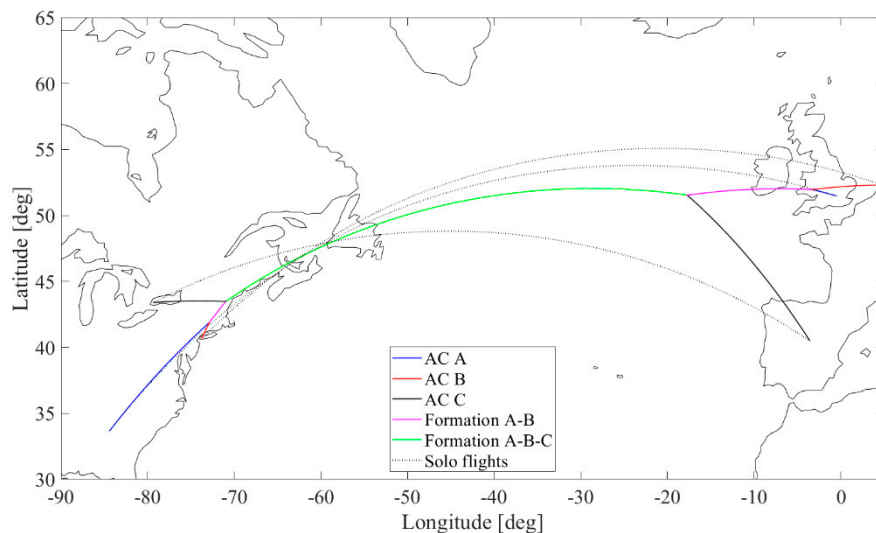 65
60
55
50
45
40
35
30
Latitude [deg]
AC A
AC B
AC C
Formation A-B
Formation A-B-C
Solo flights
-90 -80 -70 -60 -50 -40 -30 -20 -10 0
Longitude [deg]